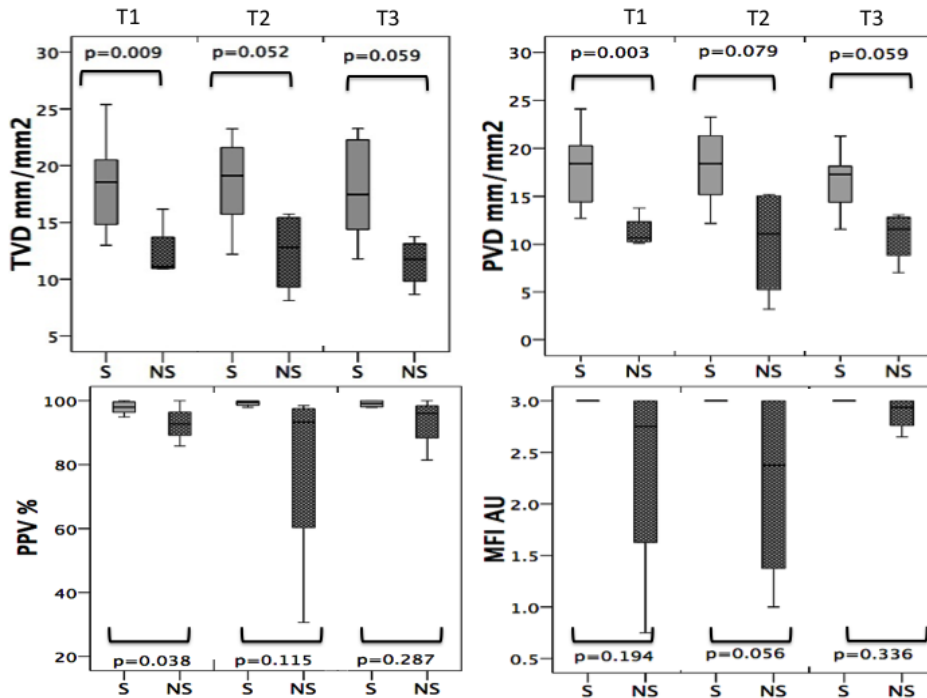 T1 T2 T3
p=0.009 p=0.052 p=0.059
30
25
20
15
10
5
TVD mm/mm2
S NS S NS S NS
T1 T2 T3
p=0.003 p=0.079 p=0.059
30
25
20
15
10
5
0
PVD mm/mm2
S NS S NS S NS
100
80
60
40
20
PPV %
p=0.038 p=0.115 p=0.287
S NS S NS S NS
3.0
2.5
2.0
1.5
1.0
0.5
MFI AU
p=0.194 p=0.056 p=0.336
S NS S NS S NS